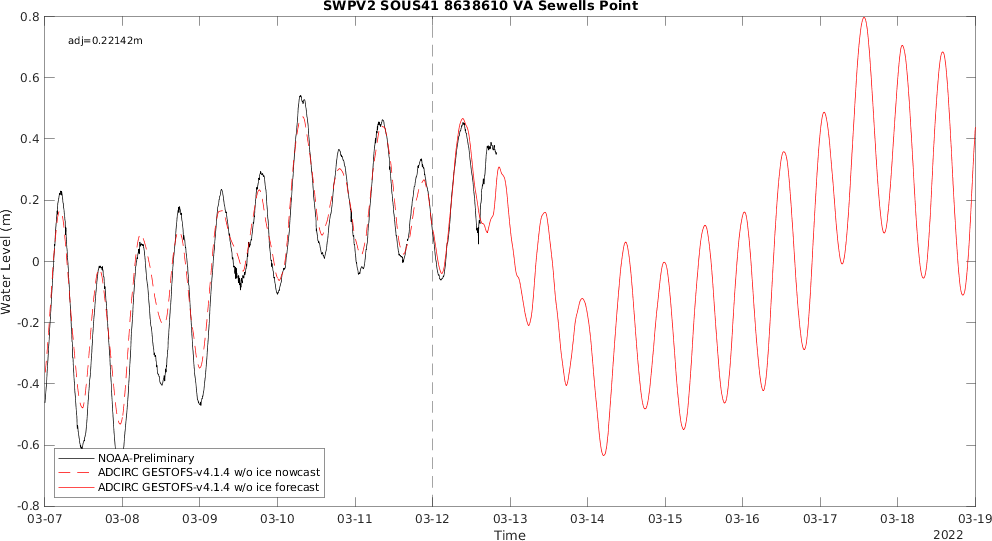 SWPV2 SOUS41 8638610 VA Sewells Point
adj=0.22142m
Water Level (m)
0.8
0.6
0.4
0.2
0
-0.2
-0.4
-0.6
-0.8
NOAA-Preliminary
ADCIRC GESTOFS-v4.1.4 w/o ice nowcast
ADCIRC GESTOFS-v4.1.4 w/o ice forecast
03-07 03-08 03-09 03-10 03-11 03-12 03-13 03-14 03-15 03-16 03-17 03-18 03-19
Time
2022